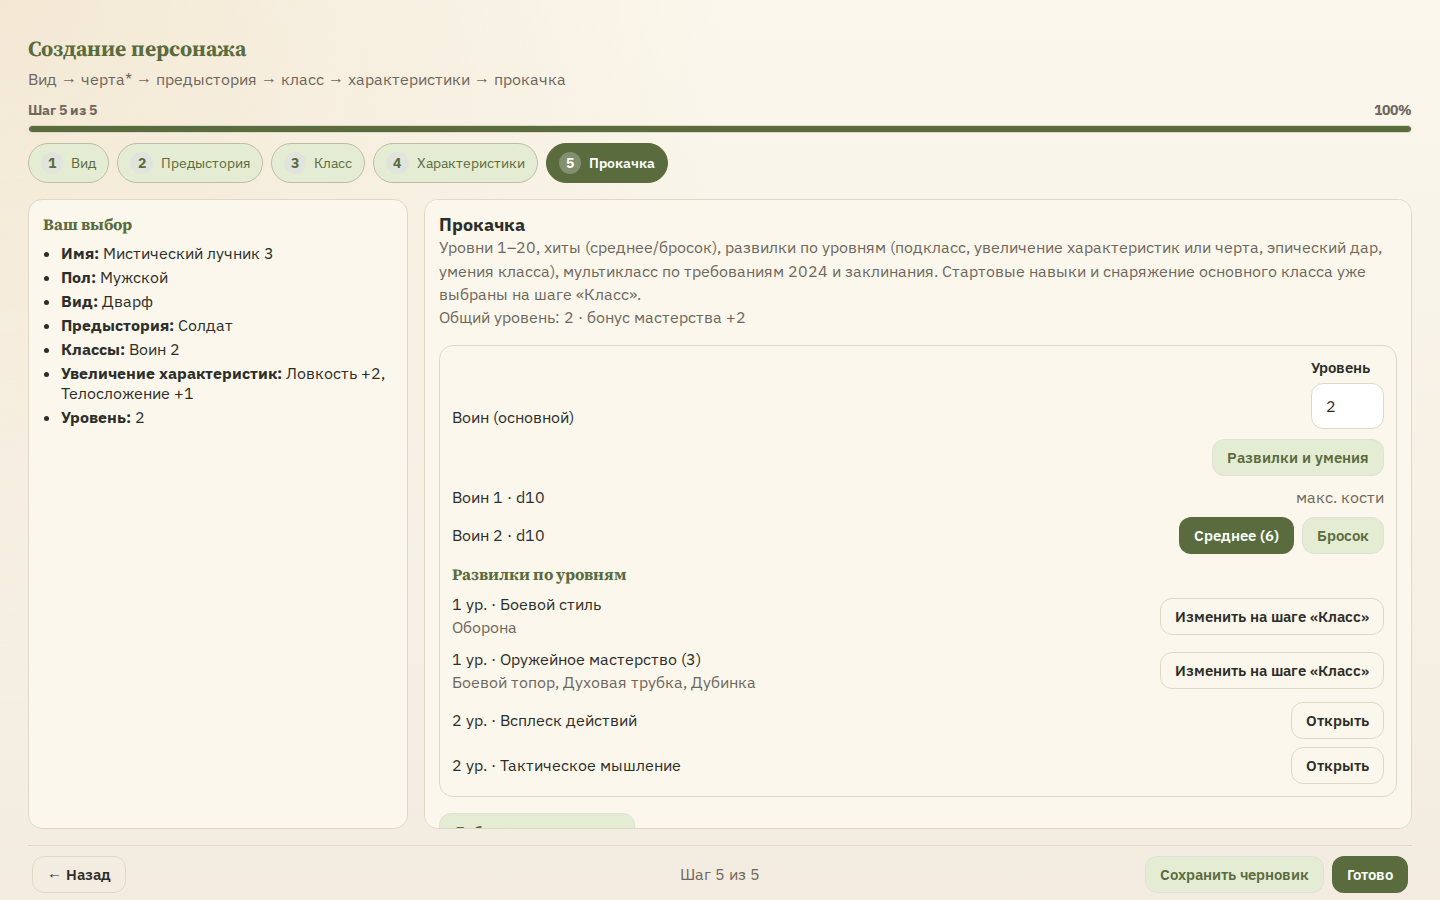 Создание персонажа
Вид → черта* → предыстория → класс → характеристики → прокачка
Шаг 5 из 5
100%
1 Вид
2 Предыстория
3 Класс
4 Характеристики
5 Прокачка
Ваш выбор
• Имя: Мистический лучник 3
• Пол: Мужской
• Вид: Дварф
• Предыстория: Солдат
• Классы: Воин 2
• Увеличение характеристик: Ловкость +2,
Телосложение +1
• Уровень: 2
Прокачка
Уровни 1–20, хиты (среднее/бросок), развилки по уровням (подкласс, увеличение характеристик или черта, эпический дар,
умения класса), мультикласс по требованиям 2024 и заклинания. Стартовые навыки и снаряжение основного класса уже
выбраны на шаге «Класс».
Общий уровень: 2 · бонус мастерства +2
Уровень
Воин (основной)
2
Развилки и умения
Воин 1 · d10
макс. кости
Воин 2 · d10
Среднее (6)
Бросок
Развилки по уровням
1 ур. · Боевой стиль
Оборона
Изменить на шаге «Класс»
1 ур. · Оружейное мастерство (3)
Боевой топор, Духовая трубка, Дубинка
Изменить на шаге «Класс»
2 ур. · Всплеск действий
Открыть
2 ур. · Тактическое мышление
Открыть
← Назад
Шаг 5 из 5
Сохранить черновик
Готово